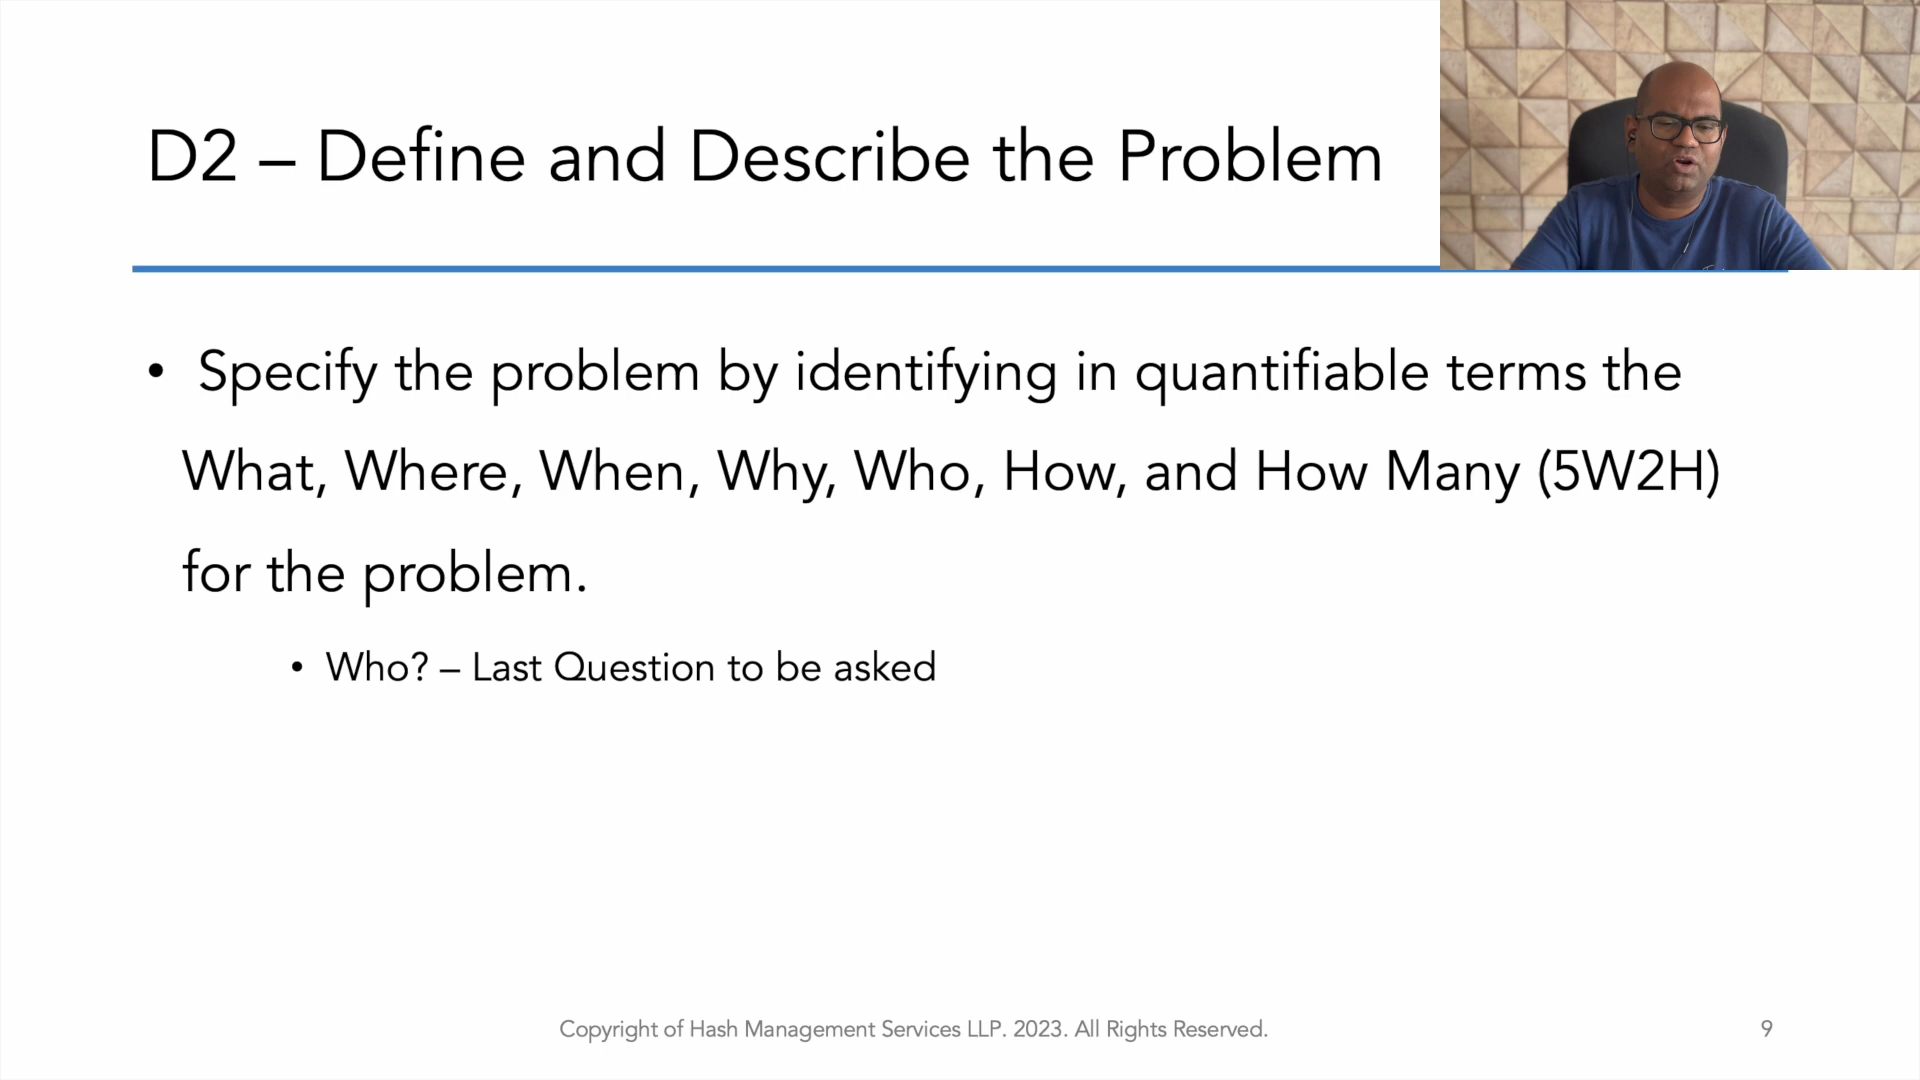 D2 – Define and Describe the Problem
• Specify the problem by identifying in quantifiable terms the
What, Where, When, Why, Who, How, and How Many (5W2H)
for the problem.
• Who? – Last Question to be asked
Copyright of Hash Management Services LLP. 2023. All Rights Reserved.
9